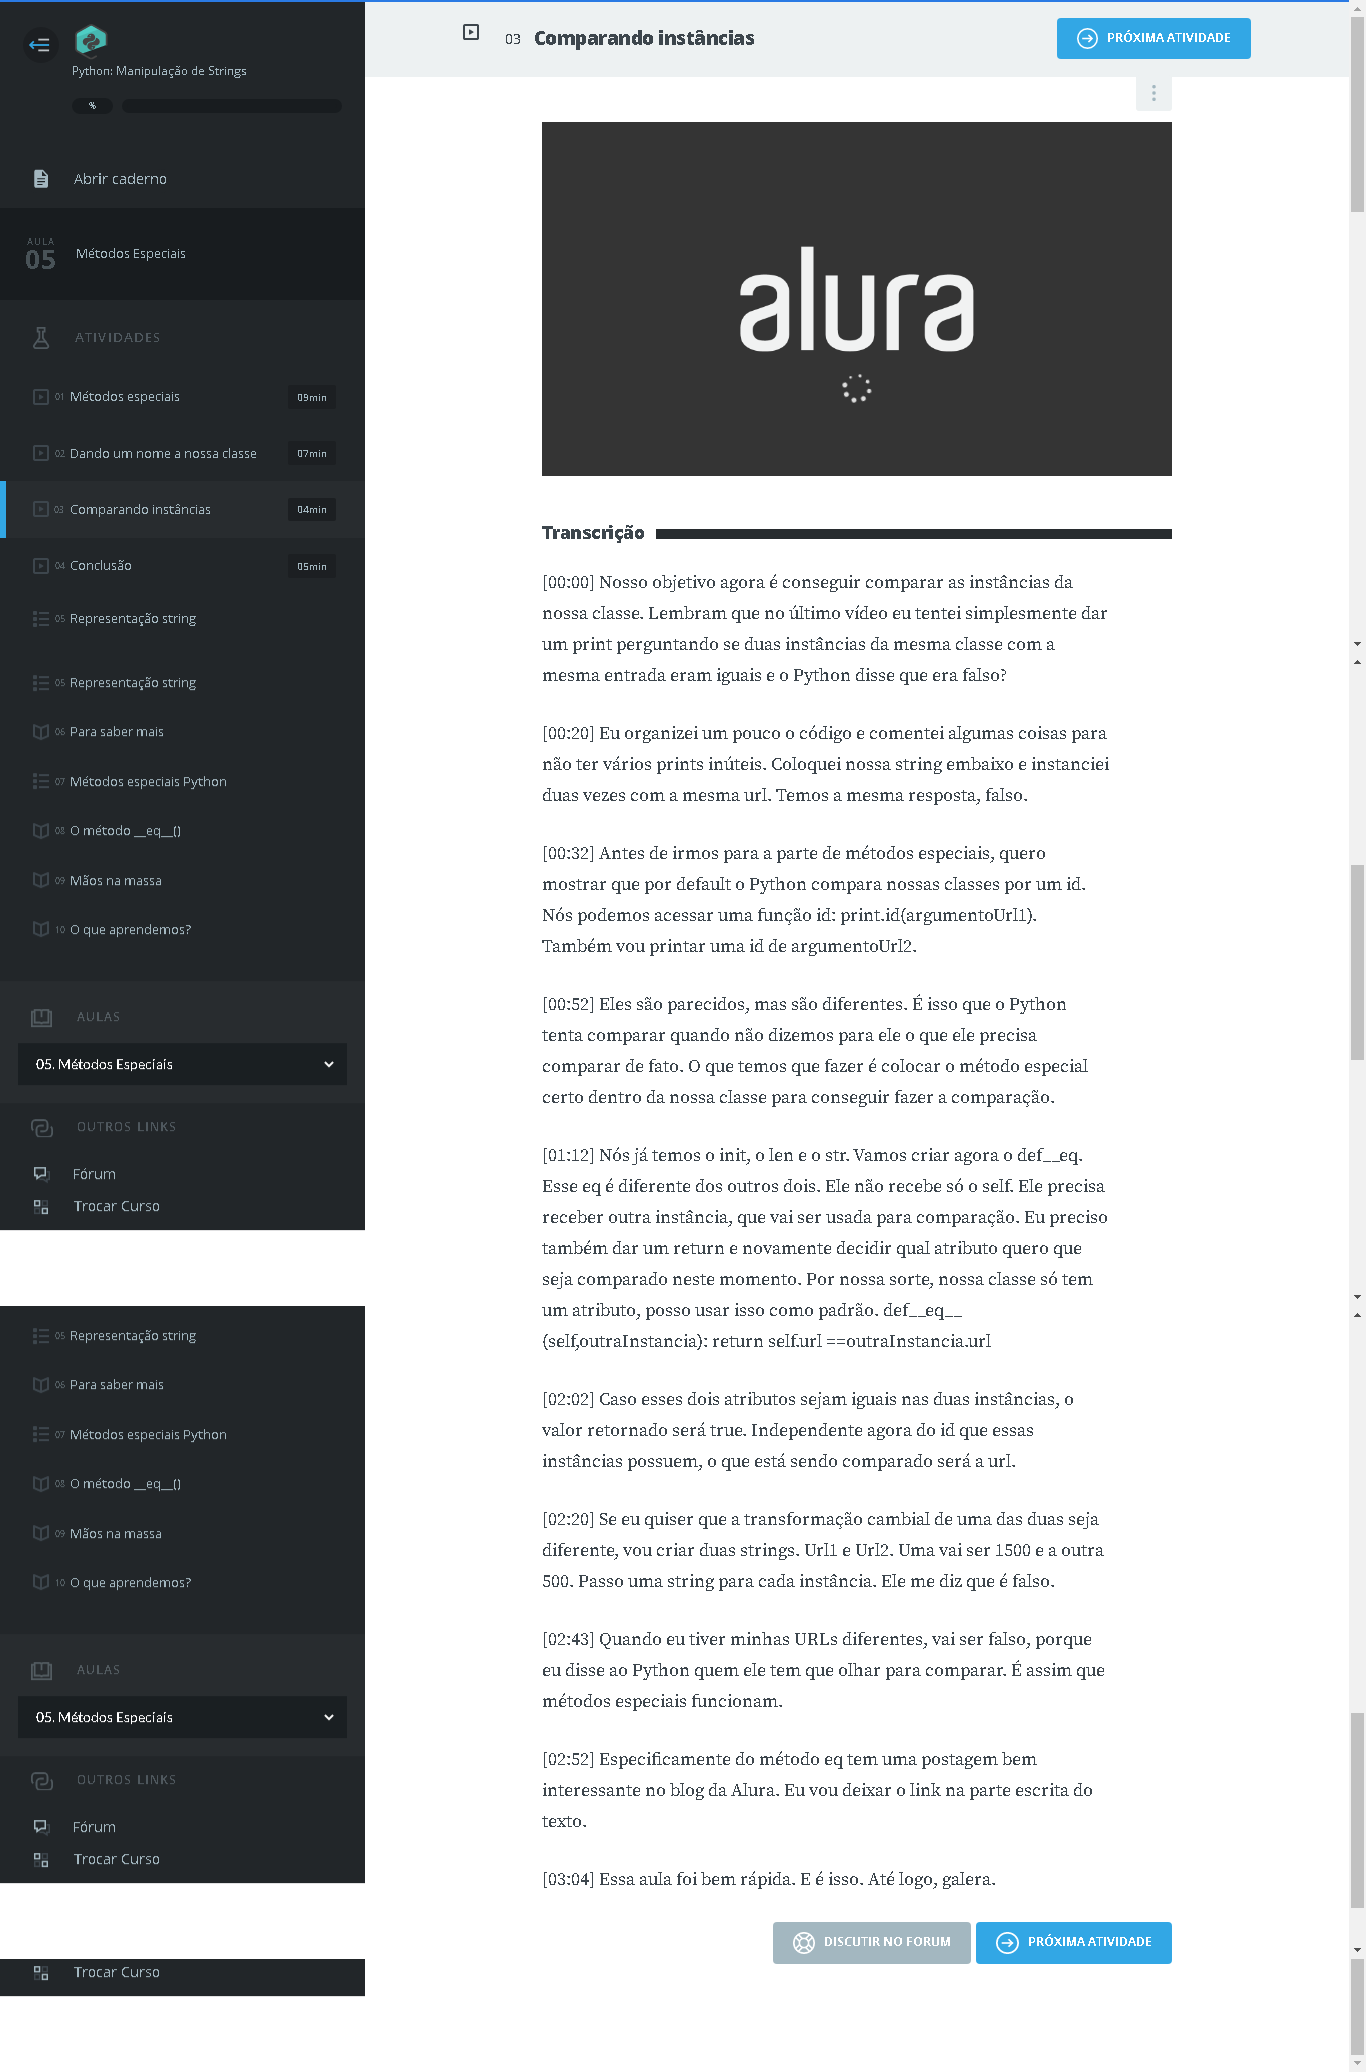 Python: Manipulação de Strings
%
Abrir caderno
AULA
05
Métodos Especiais
ATIVIDADES
01 Métodos especiais 09min
02 Dando um nome a nossa classe 07min
03 Comparando instâncias 04min
04 Conclusão 05min
05 Representação string
05 Representação string
06 Para saber mais
07 Métodos especiais Python
08 O método __eq__()
09 Mãos na massa
10 O que aprendemos?
AULAS
05. Métodos Especiais
OUTROS LINKS
Fórum
Trocar Curso
05 Representação string
06 Para saber mais
07 Métodos especiais Python
08 O método __eq__()
09 Mãos na massa
10 O que aprendemos?
AULAS
05. Métodos Especiais
OUTROS LINKS
Fórum
Trocar Curso
Trocar Curso
03 Comparando instâncias
PRÓXIMA ATIVIDADE
alura
Transcrição
[00:00] Nosso objetivo agora é conseguir comparar as instâncias da
nossa classe. Lembram que no último vídeo eu tentei simplesmente dar
um print perguntando se duas instâncias da mesma classe com a
mesma entrada eram iguais e o Python disse que era falso?
[00:20] Eu organizei um pouco o código e comentei algumas coisas para
não ter vários prints inúteis. Coloquei nossa string embaixo e instanciei
duas vezes com a mesma url. Temos a mesma resposta, falso.
[00:32] Antes de irmos para a parte de métodos especiais, quero
mostrar que por default o Python compara nossas classes por um id.
Nós podemos acessar uma função id: print.id(argumentoUrl1).
Também vou printar uma id de argumentoUrl2.
[00:52] Eles são parecidos, mas são diferentes. É isso que o Python
tenta comparar quando não dizemos para ele o que ele precisa
comparar de fato. O que temos que fazer é colocar o método especial
certo dentro da nossa classe para conseguir fazer a comparação.
[01:12] Nós já temos o init, o len e o str. Vamos criar agora o def__eq.
Esse eq é diferente dos outros dois. Ele não recebe só o self. Ele precisa
receber outra instância, que vai ser usada para comparação. Eu preciso
também dar um return e novamente decidir qual atributo quero que
seja comparado neste momento. Por nossa sorte, nossa classe só tem
um atributo, posso usar isso como padrão. def__eq__
(self,outraInstancia): return self.url ==outraInstancia.url
[02:02] Caso esses dois atributos sejam iguais nas duas instâncias, o
valor retornado será true. Independente agora do id que essas
instâncias possuem, o que está sendo comparado será a url.
[02:20] Se eu quiser que a transformação cambial de uma das duas seja
diferente, vou criar duas strings. Url1 e Url2. Uma vai ser 1500 e a outra
500. Passo uma string para cada instância. Ele me diz que é falso.
[02:43] Quando eu tiver minhas URLs diferentes, vai ser falso, porque
eu disse ao Python quem ele tem que olhar para comparar. É assim que
métodos especiais funcionam.
[02:52] Especificamente do método eq tem uma postagem bem
interessante no blog da Alura. Eu vou deixar o link na parte escrita do
texto.
[03:04] Essa aula foi bem rápida. E é isso. Até logo, galera.
DISCUTIR NO FORUM
PRÓXIMA ATIVIDADE